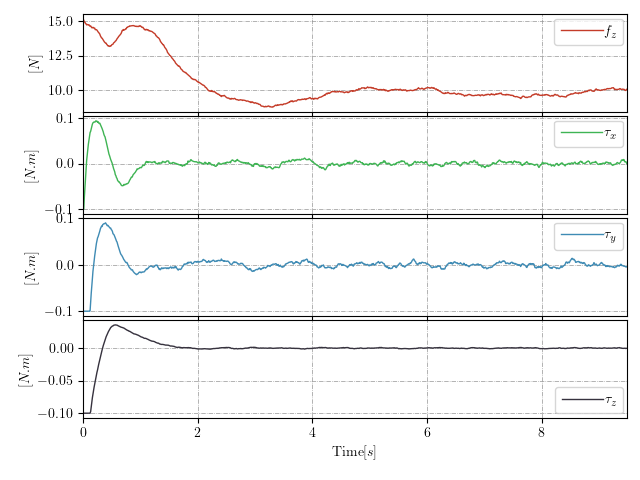 15.0
12.5
10.0
[N]
f_z
0.1
0.0
−0.1
[N.m]
τ_x
0.1
0.0
−0.1
[N.m]
τ_y
0.00
−0.05
−0.10
[N.m]
τ_z
0 2 4 6 8
Time[s]